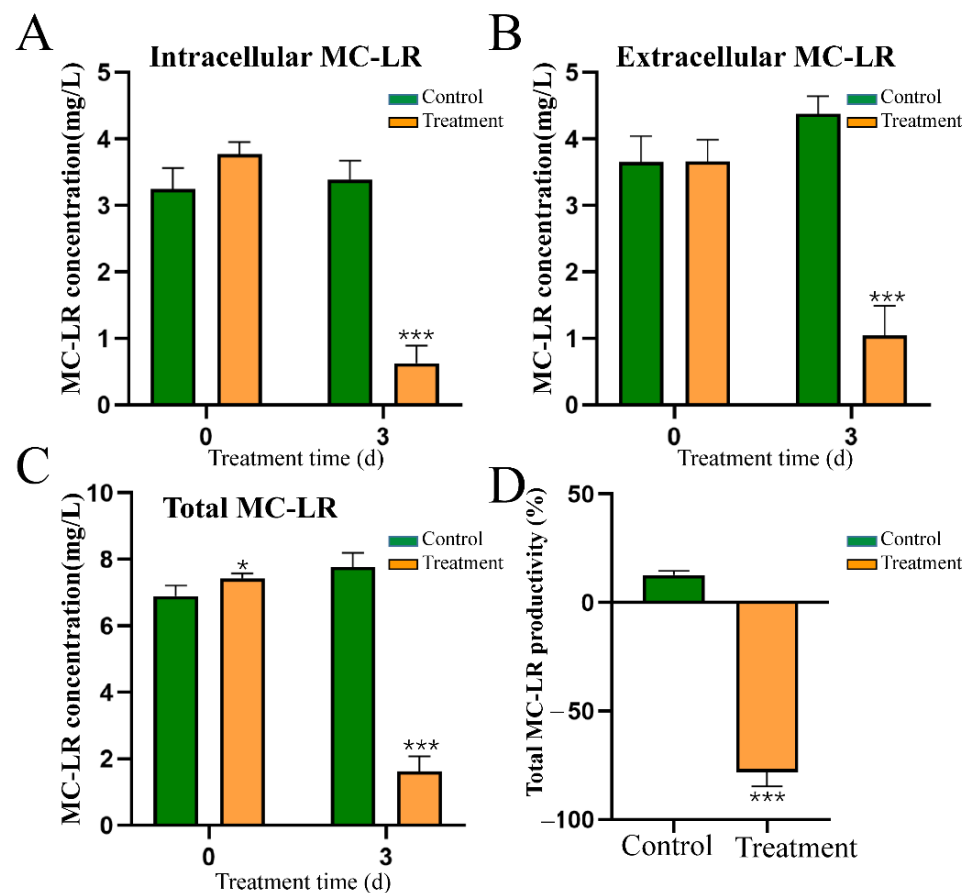 A
Intracellular MC-LR
MC-LR concentration(mg/L)
5
4
3
2
1
0
Control
Treatment
***
0
3
Treatment time (d)
B
Extracellular MC-LR
MC-LR concentration(mg/L)
5
4
3
2
1
0
Control
Treatment
***
0
3
Treatment time (d)
C
Total MC-LR
MC-LR concentration(mg/L)
10
8
6
4
2
0
Control
Treatment
*
***
0
3
Treatment time (d)
D
Total MC-LR productivity (%)
50
0
−50
−100
Control
Treatment
***
Control
Treatment